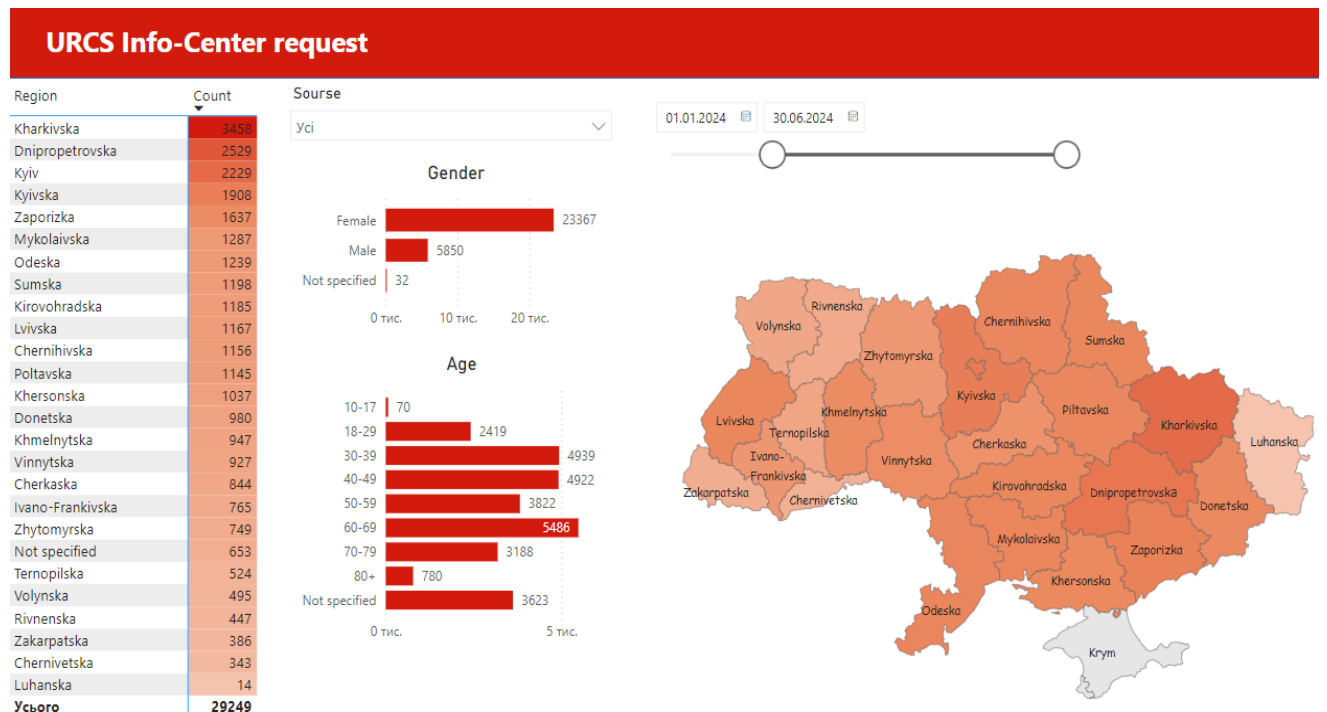 URCS Info-Center request
Region Count
Kharkivska 3458
Dnipropetrovska 2529
Kyiv 2229
Kyivska 1908
Zaporizka 1637
Mykolaivska 1287
Odeska 1239
Sumska 1198
Kirovohradska 1185
Lvivska 1167
Chernihivska 1156
Poltavska 1145
Khersonska 1037
Donetska 980
Khmelnytska 947
Vinnytska 927
Cherkaska 844
Ivano-Frankivska 765
Zhytomyrska 749
Not specified 653
Ternopilska 524
Volynska 495
Rivnenska 447
Zakarpatska 386
Chernivetska 343
Luhanska 14
Усього 29249
Sourse
Усі
Gender
Female 23367
Male 5850
Not specified 32
0 тис. 10 тис. 20 тис.
Age
10-17 70
18-29 2419
30-39 4939
40-49 4922
50-59 3822
60-69 5486
70-79 3188
80+ 780
Not specified 3623
0 тис. 5 тис.
01.01.2024 30.06.2024
Rivnenska
Volynska
Chernihivska
Sumska
Zhytomyrska
Kyivska
Piltavska
Kharkivska
Lvivska
Khmelnytska
Ternopilska
Luhanska
Cherkaska
Ivano-
Frankivska
Vinnytska
Zakarpatska
Chernivetska
Kirovohradska
Dnipropetrovska
Donetska
Mykolaivska
Zaporizka
Khersonska
Odeska
Krym